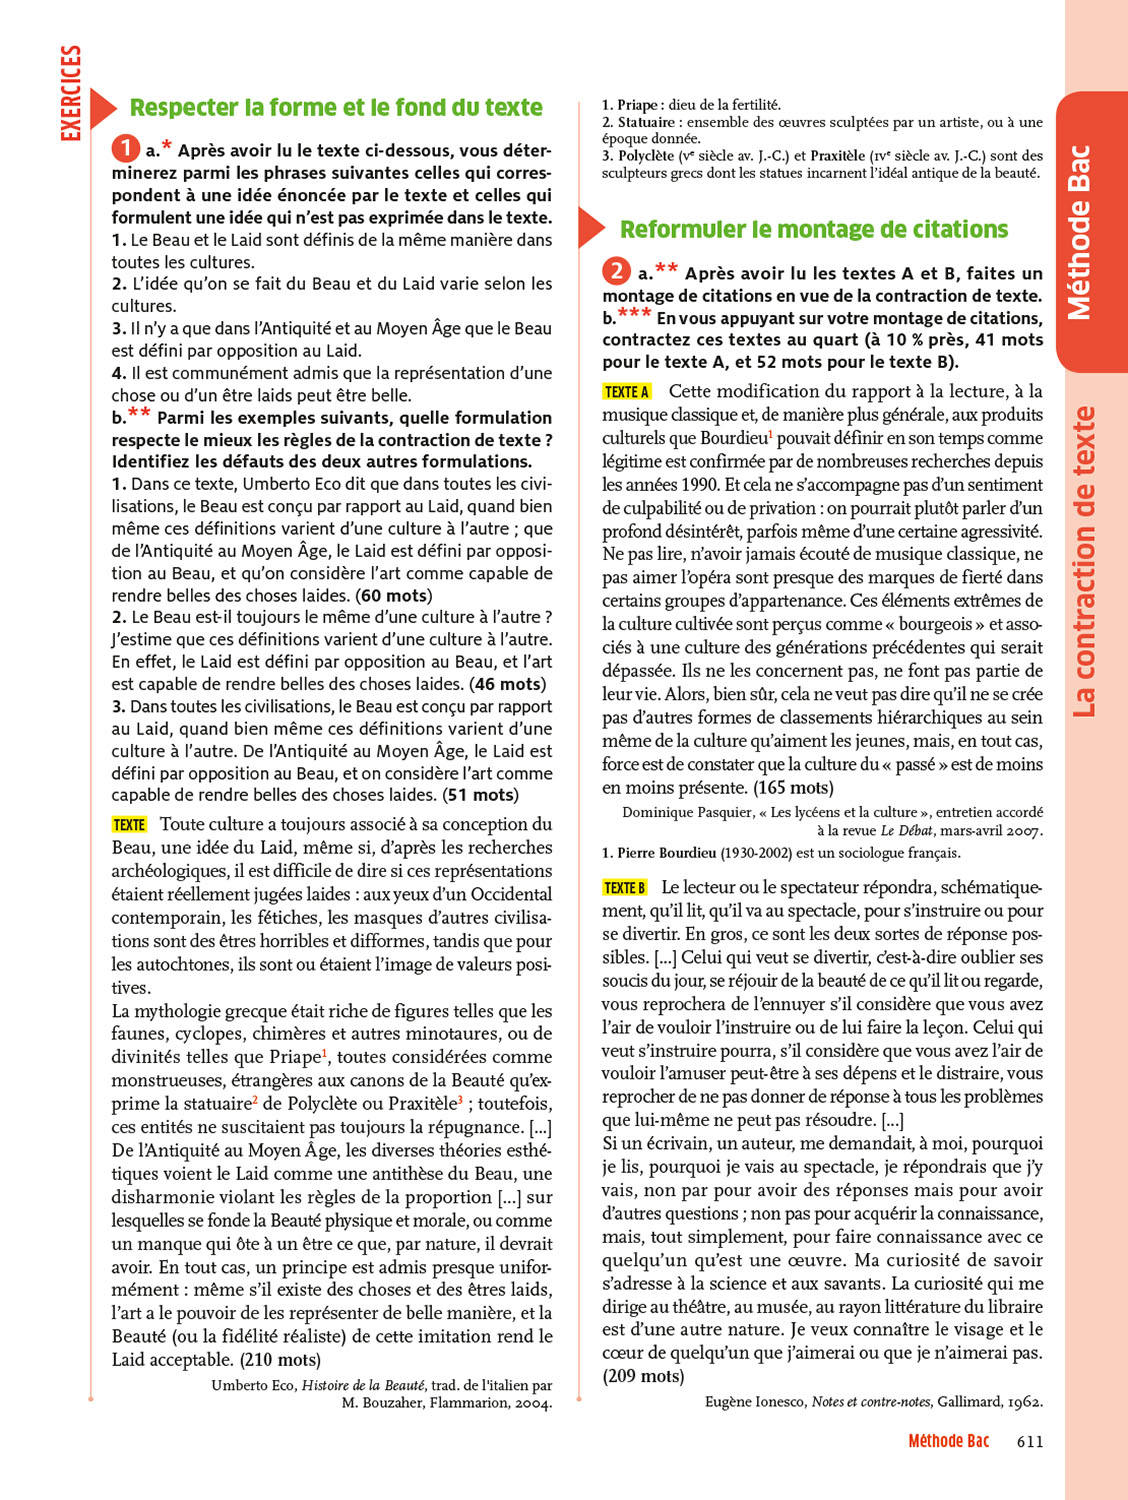 EXERCICES
Respecter la forme et le fond du texte
1 a.* Après avoir lu le texte ci-dessous, vous déter-
minerez parmi les phrases suivantes celles qui corres-
pondent à une idée énoncée par le texte et celles qui
formulent une idée qui n'est pas exprimée dans le texte.
1. Le Beau et le Laid sont définis de la même manière dans
toutes les cultures.
2. L'idée qu'on se fait du Beau et du Laid varie selon les
cultures.
3. Il n'y a que dans l'Antiquité et au Moyen Âge que le Beau
est défini par opposition au Laid.
4. Il est communément admis que la représentation d'une
chose ou d'un être laids peut être belle.
b.** Parmi les exemples suivants, quelle formulation
respecte le mieux les règles de la contraction de texte ?
Identifiez les défauts des deux autres formulations.
1. Dans ce texte, Umberto Eco dit que dans toutes les civi-
lisations, le Beau est conçu par rapport au Laid, quand bien
même ces définitions varient d'une culture à l'autre ; que
de l'Antiquité au Moyen Âge, le Laid est défini par opposi-
tion au Beau, et qu'on considère l'art comme capable de
rendre belles des choses laides. (60 mots)
2. Le Beau est-il toujours le même d'une culture à l'autre ?
J'estime que ces définitions varient d'une culture à l'autre.
En effet, le Laid est défini par opposition au Beau, et l'art
est capable de rendre belles des choses laides. (46 mots)
3. Dans toutes les civilisations, le Beau est conçu par rapport
au Laid, quand bien même ces définitions varient d'une
culture à l'autre. De l'Antiquité au Moyen Âge, le Laid est
défini par opposition au Beau, et on considère l'art comme
capable de rendre belles des choses laides. (51 mots)
TEXTE Toute culture a toujours associé à sa conception du
Beau, une idée du Laid, même si, d'après les recherches
archéologiques, il est difficile de dire si ces représentations
étaient réellement jugées laides : aux yeux d'un Occidental
contemporain, les fétiches, les masques d'autres civilisa-
tions sont des êtres horribles et difformes, tandis que pour
les autochtones, ils sont ou étaient l'image de valeurs posi-
tives.
La mythologie grecque était riche de figures telles que les
faunes, cyclopes, chimères et autres minotaures, ou de
divinités telles que Priape1, toutes considérées comme
monstrueuses, étrangères aux canons de la Beauté qu'ex-
prime la statuaire2 de Polyclète ou Praxitèle3 ; toutefois,
ces entités ne suscitaient pas toujours la répugnance. [...]
De l'Antiquité au Moyen Âge, les diverses théories esthé-
tiques voient le Laid comme une antithèse du Beau, une
disharmonie violant les règles de la proportion [...] sur
lesquelles se fonde la Beauté physique et morale, ou comme
un manque qui ôte à un être ce que, par nature, il devrait
avoir. En tout cas, un principe est admis presque unifor-
mément : même s'il existe des choses et des êtres laids,
l'art a le pouvoir de les représenter de belle manière, et la
Beauté (ou la fidélité réaliste) de cette imitation rend le
Laid acceptable. (210 mots)
Umberto Eco, Histoire de la Beauté, trad. de l'italien par
M. Bouzaher, Flammarion, 2004.
1. Priape : dieu de la fertilité.
2. Statuaire : ensemble des œuvres sculptées par un artiste, ou à une
époque donnée.
3. Polyclète (Ve siècle av. J.-C.) et Praxitèle (IVe siècle av. J.-C.) sont des
sculpteurs grecs dont les statues incarnent l'idéal antique de la beauté.
Reformuler le montage de citations
2 a.** Après avoir lu les textes A et B, faites un
montage de citations en vue de la contraction de texte.
b.*** En vous appuyant sur votre montage de citations,
contractez ces textes au quart (à 10 % près, 41 mots
pour le texte A, et 52 mots pour le texte B).
TEXTE A Cette modification du rapport à la lecture, à la
musique classique et, de manière plus générale, aux produits
culturels que Bourdieu1 pouvait définir en son temps comme
légitime est confirmée par de nombreuses recherches depuis
les années 1990. Et cela ne s'accompagne pas d'un sentiment
de culpabilité ou de privation : on pourrait plutôt parler d'un
profond désintérêt, parfois même d'une certaine agressivité.
Ne pas lire, n'avoir jamais écouté de musique classique, ne
pas aimer l'opéra sont presque des marques de fierté dans
certains groupes d'appartenance. Ces éléments extrêmes de
la culture cultivée sont perçus comme « bourgeois » et asso-
ciés à une culture des générations précédentes qui serait
dépassée. Ils ne les concernent pas, ne font pas partie de
leur vie. Alors, bien sûr, cela ne veut pas dire qu'il ne se crée
pas d'autres formes de classements hiérarchiques au sein
même de la culture qu'aiment les jeunes, mais, en tout cas,
force est de constater que la culture du « passé » est de moins
en moins présente. (165 mots)
Dominique Pasquier, « Les lycéens et la culture », entretien accordé
à la revue Le Débat, mars-avril 2007.
1. Pierre Bourdieu (1930-2002) est un sociologue français.
TEXTE B Le lecteur ou le spectateur répondra, schématique-
ment, qu'il lit, qu'il va au spectacle, pour s'instruire ou pour
se divertir. En gros, ce sont les deux sortes de réponse pos-
sibles. [...] Celui qui veut se divertir, c'est-à-dire oublier ses
soucis du jour, se réjouir de la beauté de ce qu'il lit ou regarde,
vous reprochera de l'ennuyer s'il considère que vous avez
l'air de vouloir l'instruire ou de lui faire la leçon. Celui qui
veut s'instruire pourra, s'il considère que vous avez l'air de
vouloir l'amuser peut-être à ses dépens et le distraire, vous
reprocher de ne pas donner de réponse à tous les problèmes
que lui-même ne peut pas résoudre. [...]
Si un écrivain, un auteur, me demandait, à moi, pourquoi
je lis, pourquoi je vais au spectacle, je répondrais que j'y
vais, non par pour avoir des réponses mais pour avoir
d'autres questions ; non pas pour acquérir la connaissance,
mais, tout simplement, pour faire connaissance avec ce
quelqu'un qu'est une œuvre. Ma curiosité de savoir
s'adresse à la science et aux savants. La curiosité qui me
dirige au théâtre, au musée, au rayon littérature du libraire
est d'une autre nature. Je veux connaître le visage et le
cœur de quelqu'un que j'aimerai ou que je n'aimerai pas.
(209 mots)
Eugène Ionesco, Notes et contre-notes, Gallimard, 1962.
Méthode Bac
La contraction de texte
Méthode Bac 611